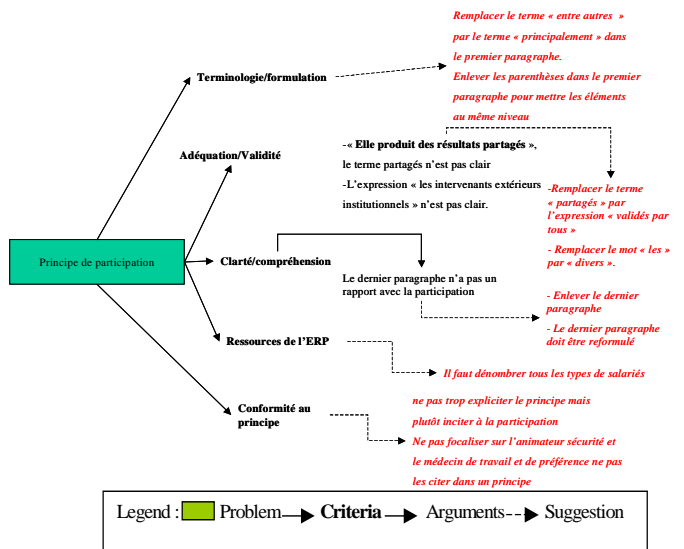 Remplacer le terme « entre autres »
par le terme « principalement » dans
le premier paragraphe.
Enlever les parenthèses dans le premier
paragraphe pour mettre les éléments
au même niveau
Terminologie/formulation
Adéquation/Validité
-« Elle produit des résultats partagés »,
le terme partagés n’est pas clair
-L’expression « les intervenants extérieurs
institutionnels » n’est pas clair.
-Remplacer le terme
« partagés » par
l’expression « validés par
tous »
- Remplacer le mot « les »
par « divers ».
Principe de participation
Clarté/compréhension
Le dernier paragraphe n’a pas un
rapport avec la participation
- Enlever le dernier
paragraphe
- Le dernier paragraphe
doit être reformulé
Ressources de l’ERP
Il faut dénombrer tous les types de salariés
Conformité au
principe
ne pas trop expliciter le principe mais
plutôt inciter à la participation
Ne pas focaliser sur l’animateur sécurité et
le médecin de travail et de préférence ne pas
les citer dans un principe
Legend : Problem Criteria Arguments Suggestion